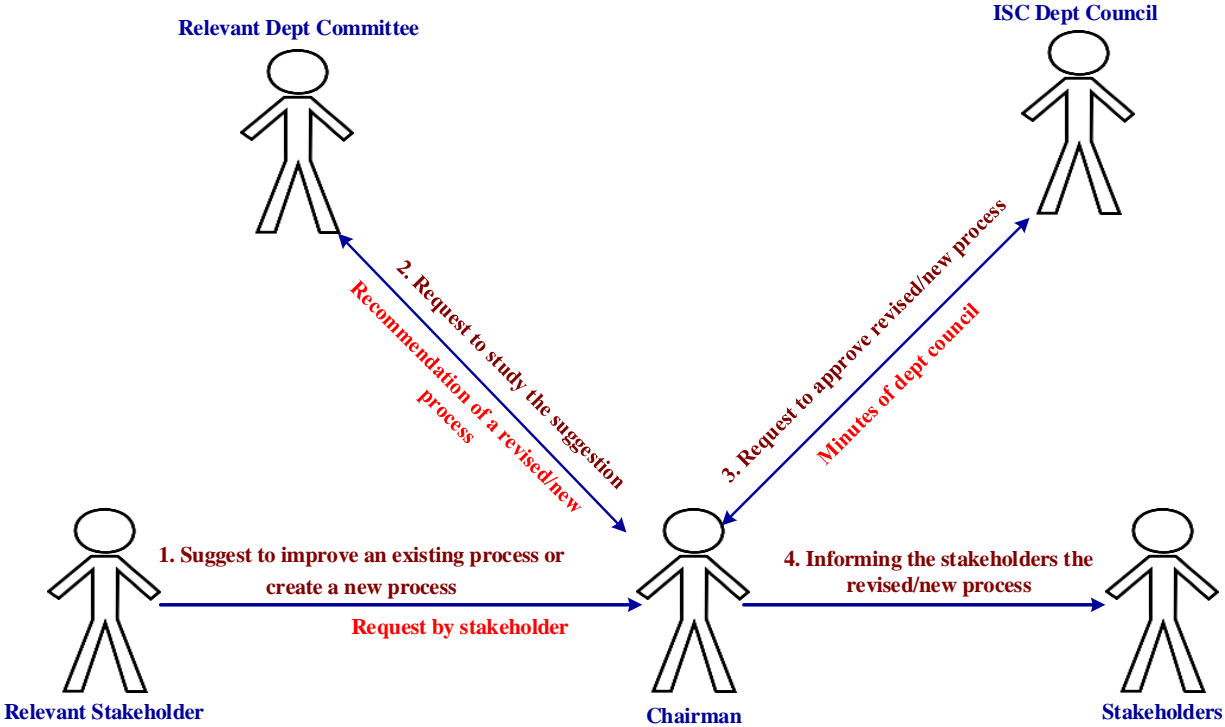 Relevant Dept Committee
ISC Dept Council
2. Request to study the suggestion
Recommendation of a revised/new
process
3. Request to approve revised/new process
Minutes of dept council
1. Suggest to improve an existing process or
create a new process
Request by stakeholder
4. Informing the stakeholders the
revised/new process
Relevant Stakeholder
Chairman
Stakeholders